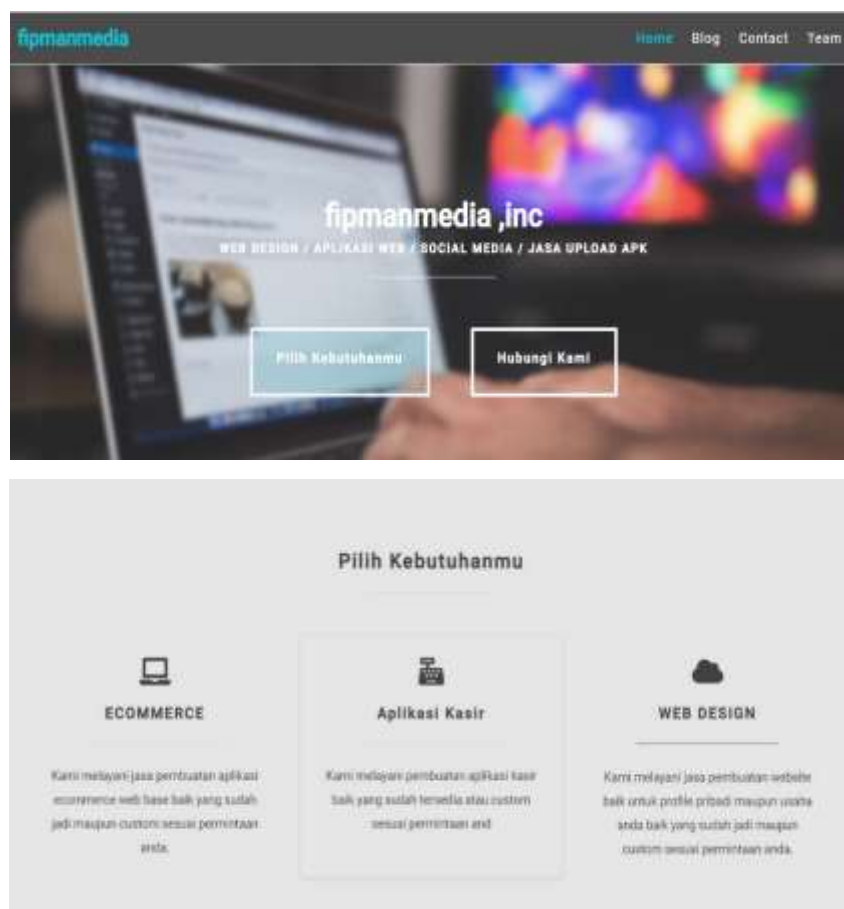 fipmanmedia
Home Blog Contact Team
fipmanmedia ,inc
WEB DESIGN / APLIKASI WEB / SOCIAL MEDIA / JASA UPLOAD APK
Pilih Kebutuhanmu
Hubungi Kami
Pilih Kebutuhanmu
ECOMMERCE
Kami melayani jasa pembuatan aplikasi
ecommerce web base baik yang sudah
jadi maupun custom sesuai permintaan
anda.
Aplikasi Kasir
Kami melayani pembuatan aplikasi kasir
baik yang sudah tersedia atau custom
sesuai permintaan and
WEB DESIGN
Kami melayani jasa pembuatan website
baik untuk profile pribadi maupun usaha
anda baik yang sudah jadi maupun
custom sesuai permintaan anda.